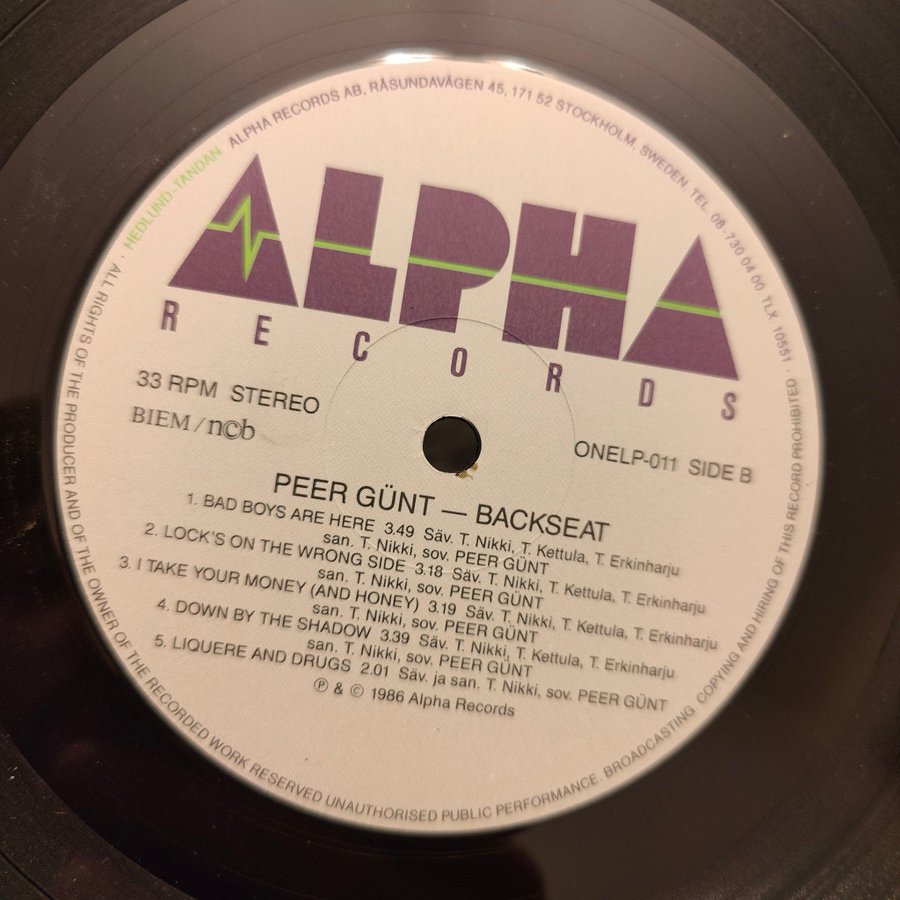 HEDLUND-TANDAN ALPHA RECORDS AB, RÅSUNDAVÄGEN 45, 171 52 STOCKHOLM, SWEDEN. TEL. 08-730 04 00 TLX. 10551 ·
ALPHA
RECORDS
33 RPM STEREO
BIEM / n©b
ONELP-011 SIDE B
PEER GÜNT — BACKSEAT
1. BAD BOYS ARE HERE 3.49 Säv. T. Nikki, T. Kettula, T. Erkinharju
san. T. Nikki, sov. PEER GÜNT
2. LOCK'S ON THE WRONG SIDE 3.18 Säv. T. Nikki, T. Kettula, T. Erkinharju
san. T. Nikki, sov. PEER GÜNT
3. I TAKE YOUR MONEY (AND HONEY) 3.19 Säv. T. Nikki, T. Kettula, T. Erkinharju
san. T. Nikki, sov. PEER GÜNT
4. DOWN BY THE SHADOW 3.39 Säv. T. Nikki, T. Kettula, T. Erkinharju
san. T. Nikki, sov. PEER GÜNT
5. LIQUERE AND DRUGS 2.01 Säv. ja san. T. Nikki, sov. PEER GÜNT
℗ & © 1986 Alpha Records
· ALL RIGHTS OF THE PRODUCER AND OF THE OWNER OF THE RECORDED WORK RESERVED UNAUTHORISED PUBLIC PERFORMANCE. BROADCASTING. COPYING AND HIRING OF THIS RECORD PROHIBITED ·